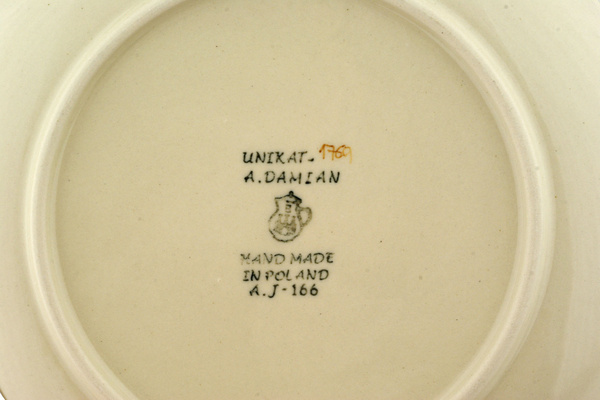 UNIKAT- 1769
A.DAMIAN
HAND MADE
IN POLAND
A.J-166